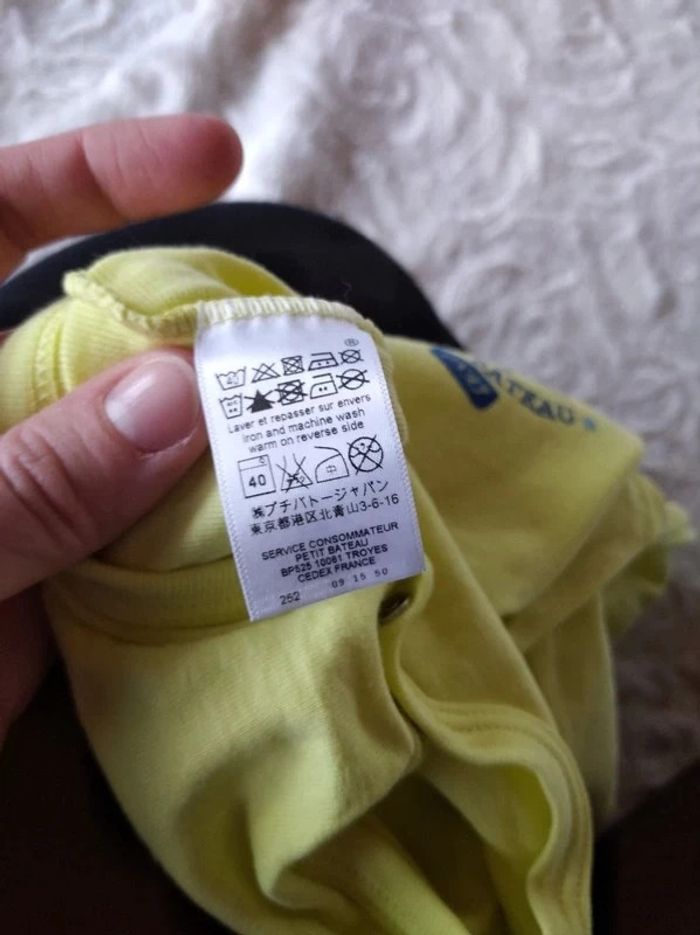 ®
40
Laver et repasser sur envers
Iron and machine wash
warm on reverse side
40
㈱プチバトージャパン
東京都港区北青山3-6-16
SERVICE CONSOMMATEUR
PETIT BATEAU
BP525 10081 TROYES
CEDEX FRANCE
252 09 15 50
BATEAU